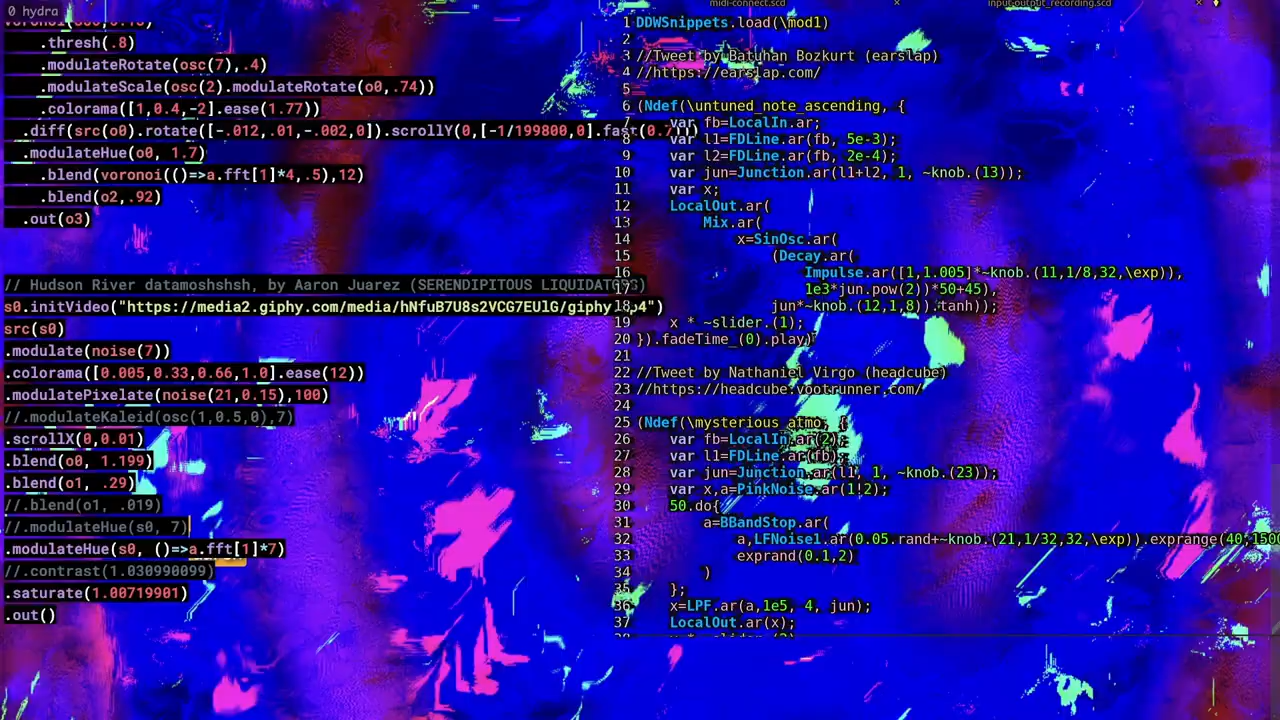 0 hydra
.thresh(.8)
.modulateRotate(osc(7),.4)
.modulateScale(osc(2).modulateRotate(o0,.74))
.colorama([1,0.4,-2].ease(1.77))
.diff(src(o0).rotate([-.012,.01,-.002,0]).scrollY(0,[-1/199800,0].fast(0.7)))
.modulateHue(o0, 1.7)
.blend(voronoi(()=>a.fft[1]*4,.5),12)
.blend(o2,.92)
.out(o3)
// Hudson River datamoshshsh, by Aaron Juarez (SERENDIPITOUS LIQUIDATORS)
s0.initVideo("https://media2.giphy.com/media/hNfuB7U8s2VCG7EUlG/giphy.mp4")
src(s0)
.modulate(noise(7))
.colorama([0.005,0.33,0.66,1.0].ease(12))
.modulatePixelate(noise(21,0.15),100)
//.modulateKaleid(osc(1,0.5,0),7)
.scrollX(0,0.01)
.blend(o0, 1.199)
.blend(o1, .29)
//.blend(o1, .019)
//.modulateHue(s0, 7)
.modulateHue(s0, ()=>a.fft[1]*7)
//.contrast(1.030990099)
.saturate(1.00719901)
.out()
midi-connect.scd × input-output_recording.scd ×
1 DDWSnippets.load(\mod1)
2
3 //Tweet by Batuhan Bozkurt (earslap)
4 //https://earslap.com/
5
6 (Ndef(\untuned_note_ascending, {
7 var fb=LocalIn.ar;
8 var l1=FDLine.ar(fb, 5e-3);
9 var l2=FDLine.ar(fb, 2e-4);
10 var jun=Junction.ar(l1+l2, 1, ~knob.(13));
11 var x;
12 LocalOut.ar(
13 Mix.ar(
14 x=SinOsc.ar(
15 (Decay.ar(
16 Impulse.ar([1,1.005]*~knob.(11,1/8,32,\exp)),
17 1e3*jun.pow(2))*50+45),
18 jun*~knob.(12,1,8)).tanh));
19 x * ~slider.(1);
20 }).fadeTime_(0).play)
21
22 //Tweet by Nathaniel Virgo (headcube)
23 //https://headcube.vootrunner.com/
24
25 (Ndef(\mysterious_atmo, {
26 var fb=LocalIn.ar(2);
27 var l1=FDLine.ar(fb);
28 var jun=Junction.ar(l1, 1, ~knob.(23));
29 var x,a=PinkNoise.ar(1!2);
30 50.do{
31 a=BBandStop.ar(
32 a,LFNoise1.ar(0.05.rand+~knob.(21,1/32,32,\exp)).exprange(40,1500
33 exprand(0.1,2)
34 )
35 };
36 x=LPF.ar(a,1e5, 4, jun);
37 LocalOut.ar(x);